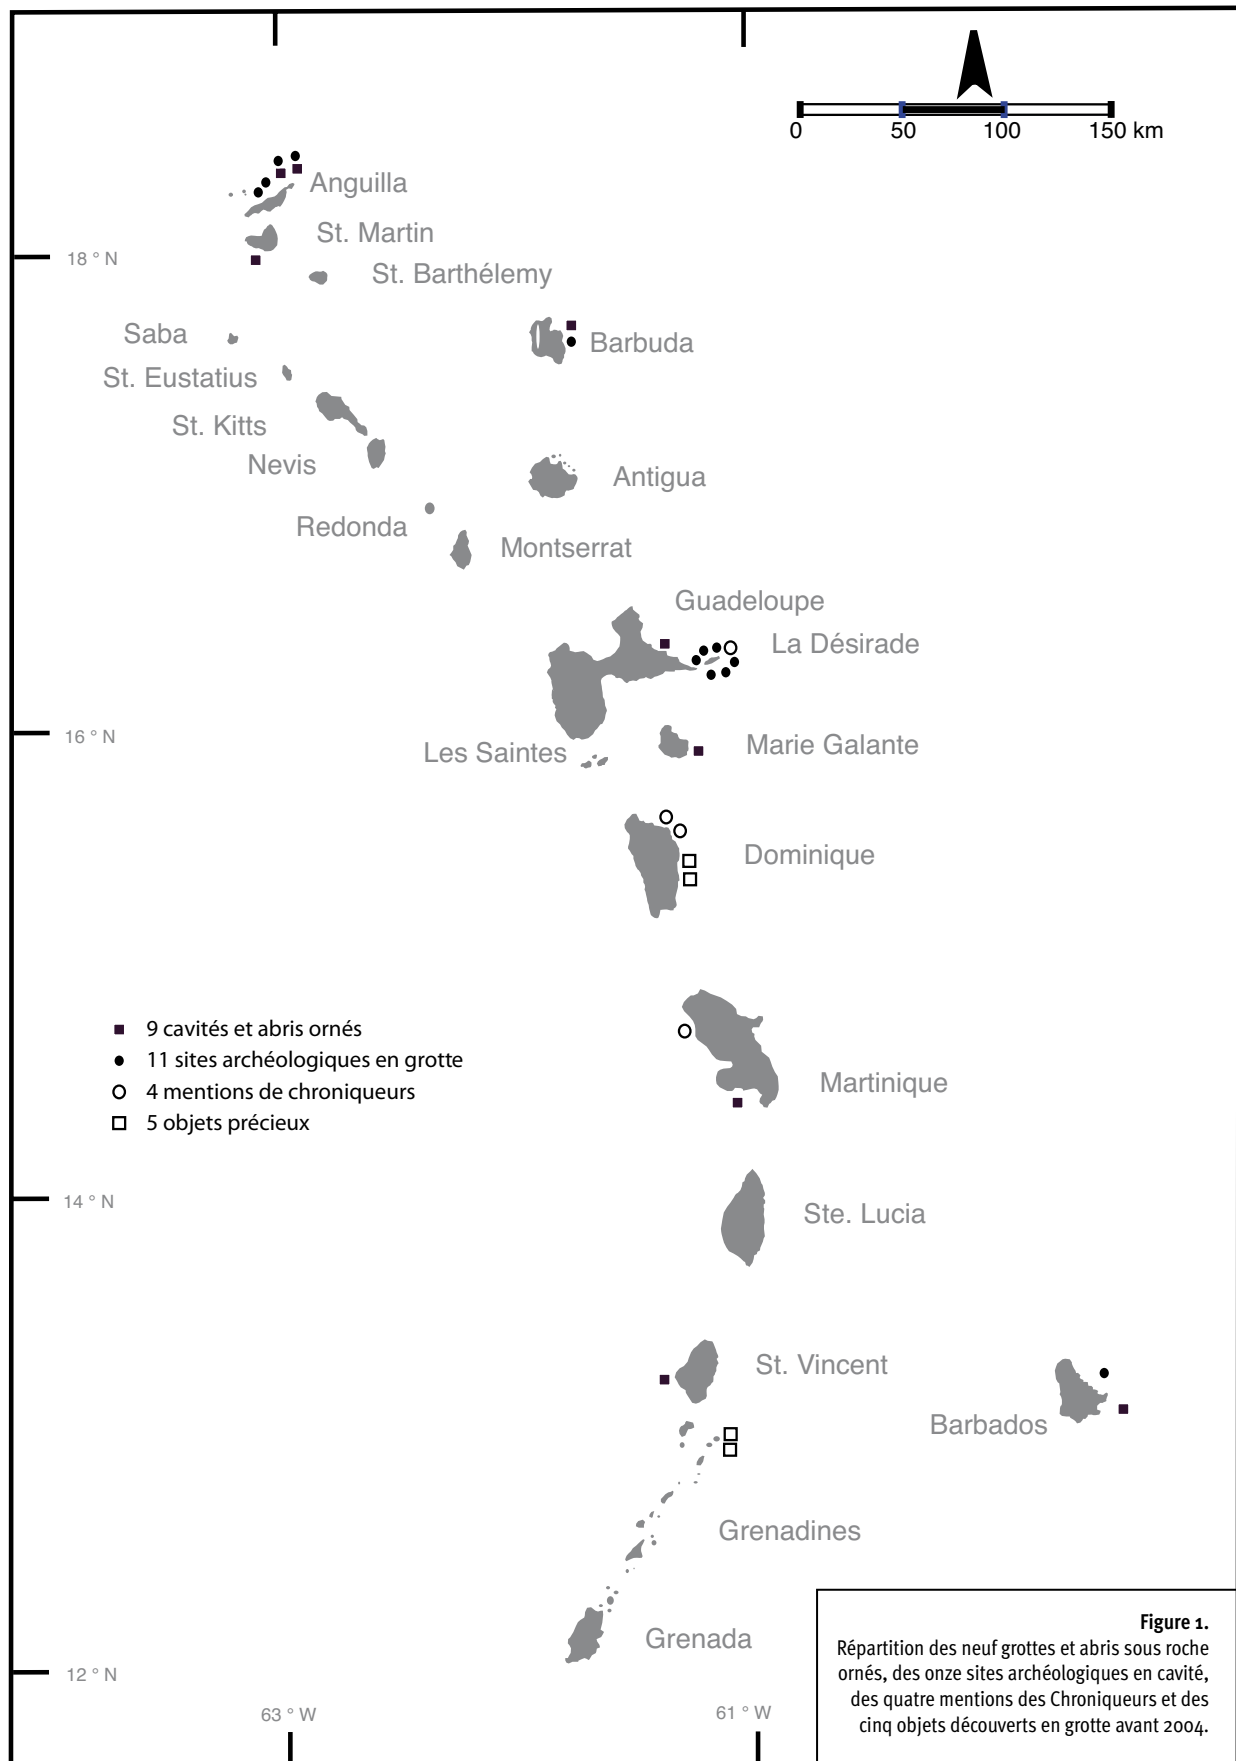 0 50 100 150 km
Anguilla
St. Martin
18 ° N
St. Barthélemy
Saba
Barbuda
St. Eustatius
St. Kitts
Nevis
Antigua
Redonda
Montserrat
Guadeloupe
La Désirade
16 ° N
Les Saintes
Marie Galante
Dominique
9 cavités et abris ornés
11 sites archéologiques en grotte
4 mentions de chroniqueurs
5 objets précieux
Martinique
14 ° N
Ste. Lucia
St. Vincent
Barbados
Grenadines
Grenada
12 ° N
63 ° W
61 ° W
Figure 1.
Répartition des neuf grottes et abris sous roche
ornés, des onze sites archéologiques en cavité,
des quatre mentions des Chroniqueurs et des
cinq objets découverts en grotte avant 2004.